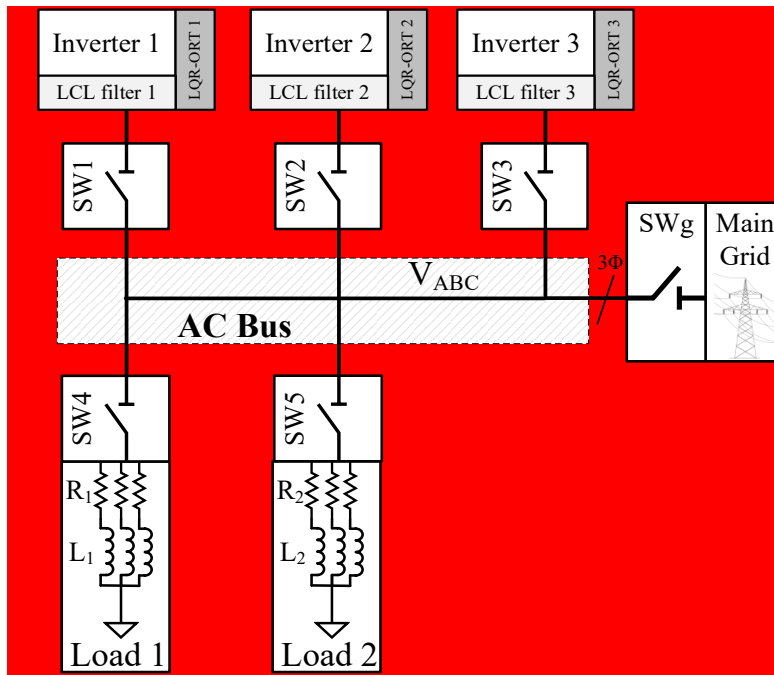 Inverter 1
LCL filter 1
LQR-ORT 1
Inverter 2
LCL filter 2
LQR-ORT 2
Inverter 3
LCL filter 3
LQR-ORT 3
SW1
SW2
SW3
SWg
Main
Grid
3Φ
VABC
AC Bus
SW4
SW5
R1
L1
Load 1
R2
L2
Load 2